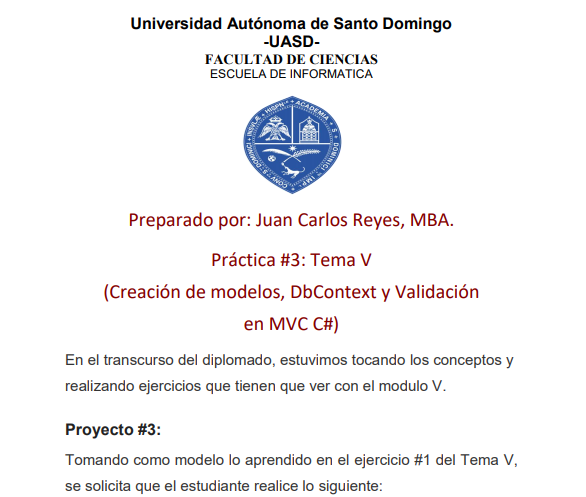 Universidad Autónoma de Santo Domingo
-UASD-
FACULTAD DE CIENCIAS
ESCUELA DE INFORMATICA
Preparado por: Juan Carlos Reyes, MBA.
Práctica #3: Tema V
(Creación de modelos, DbContext y Validación
en MVC C#)
En el transcurso del diplomado, estuvimos tocando los conceptos y
realizando ejercicios que tienen que ver con el modulo V.
Proyecto #3:
Tomando como modelo lo aprendido en el ejercicio #1 del Tema V,
se solicita que el estudiante realice lo siguiente: